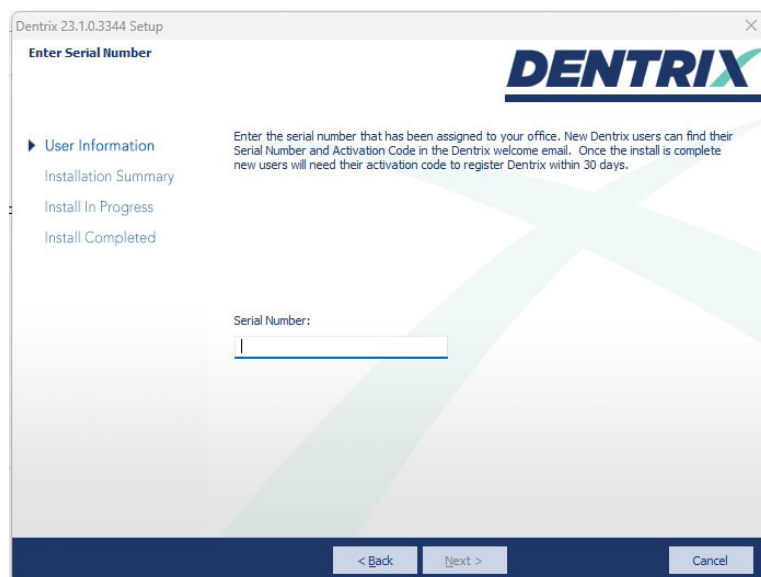 Dentrix 23.1.0.3344 Setup
Enter Serial Number
DENTRIX
User Information
Installation Summary
Install In Progress
Install Completed
Enter the serial number that has been assigned to your office. New Dentrix users can find their
Serial Number and Activation Code in the Dentrix welcome email. Once the install is complete
new users will need their activation code to register Dentrix within 30 days.
Serial Number:
< Back
Next >
Cancel